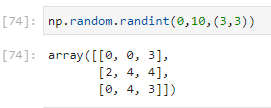 [74]: np.random.randint(0,10,(3,3))
[74]: array([[0, 0, 3],
[2, 4, 4],
[0, 4, 3]])